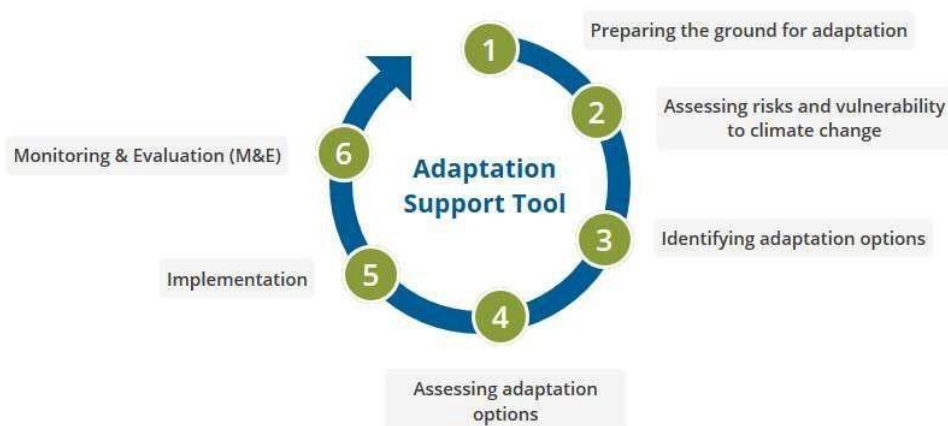 1
Preparing the ground for adaptation
2
Assessing risks and vulnerability
to climate change
3
Identifying adaptation options
4
Assessing adaptation
options
5
Implementation
6
Monitoring & Evaluation (M&E)
Adaptation
Support Tool